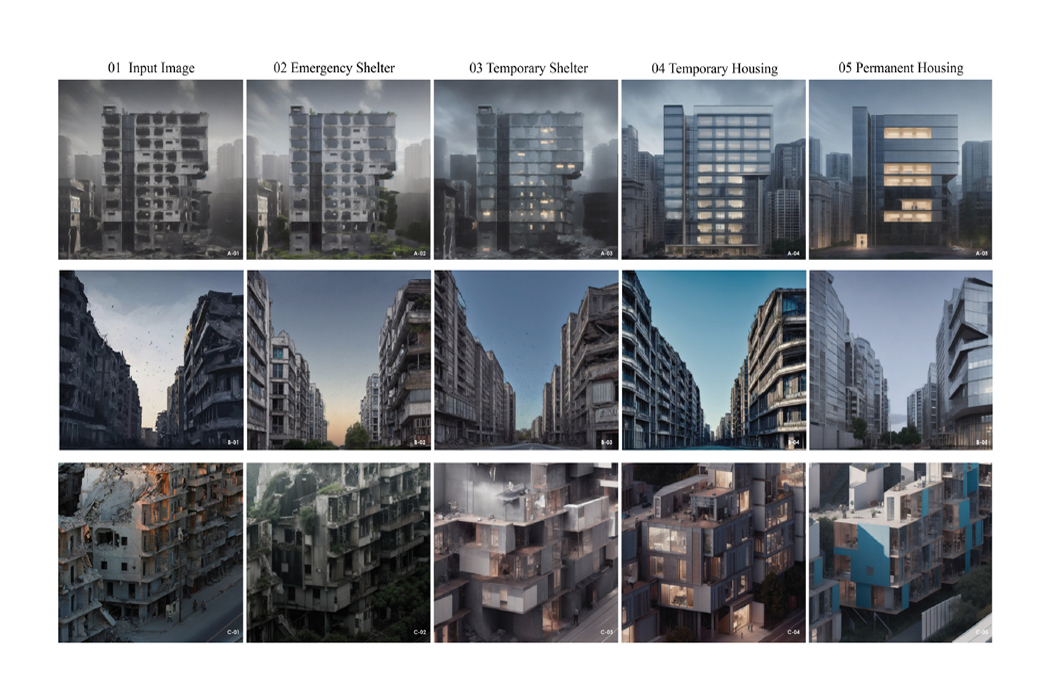 01 Input Image
02 Emergency Shelter
03 Temporary Shelter
04 Temporary Housing
05 Permanent Housing
A-01
A-02
A-03
A-04
A-05
B-01
B-02
B-03
B-04
B-05
C-01
C-02
C-03
C-04